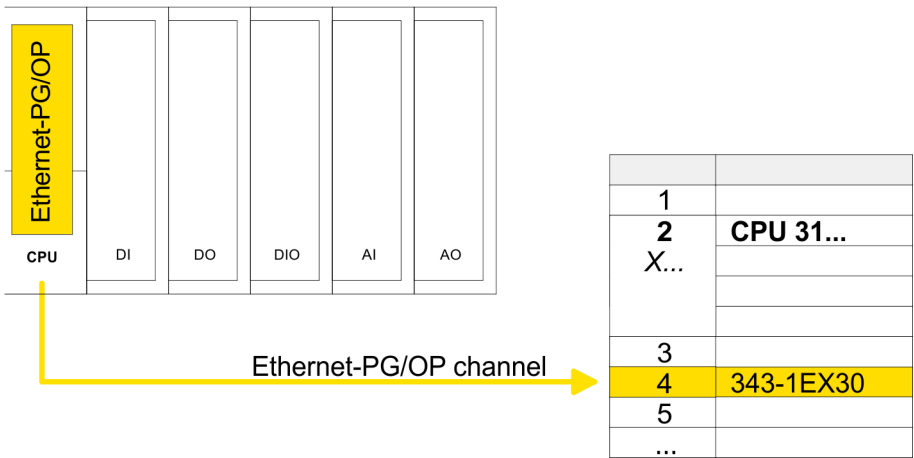 Ethernet-PG/OP
CPU
DI
DO
DIO
AI
AO
Ethernet-PG/OP channel
1
2 CPU 31...
X...
3
4 343-1EX30
5
...